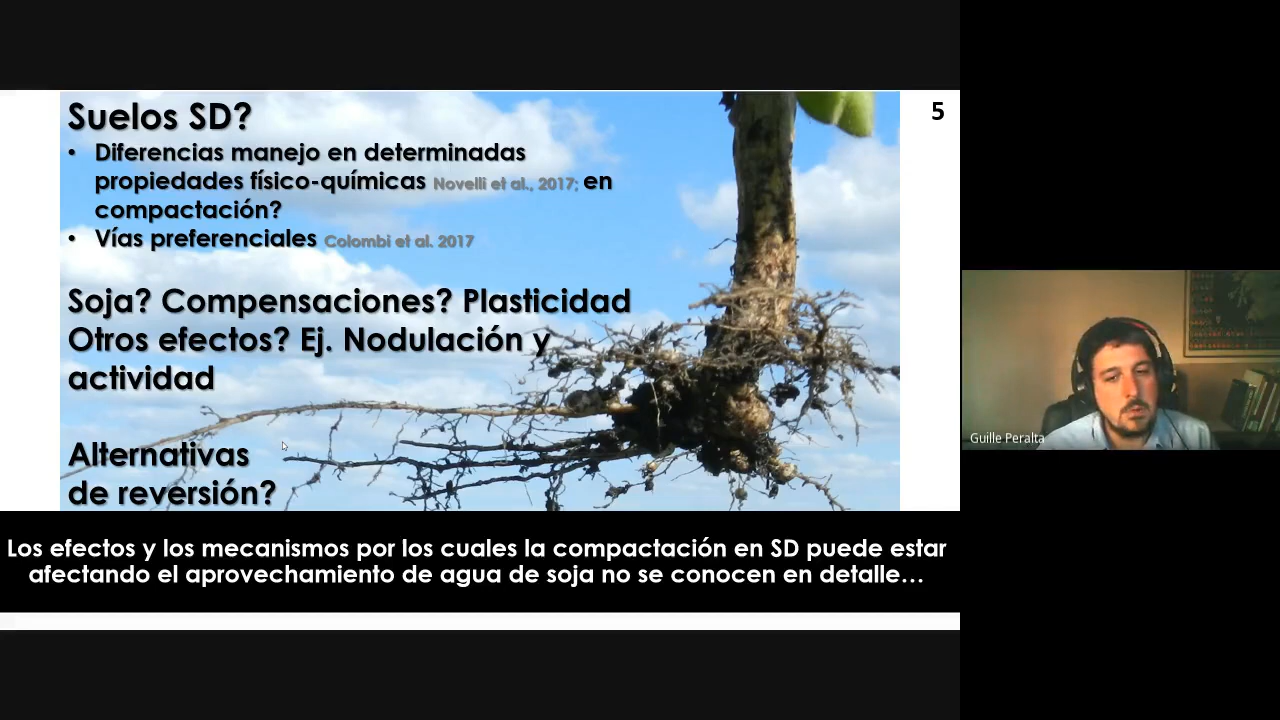 Suelos SD?
5
• Diferencias manejo en determinadas
propiedades físico-químicas Novelli et al., 2017; en
compactación?
• Vías preferenciales Colombi et al. 2017
Soja? Compensaciones? Plasticidad
Otros efectos? Ej. Nodulación y
actividad
Alternativas
de reversión?
Los efectos y los mecanismos por los cuales la compactación en SD puede estar
afectando el aprovechamiento de agua de soja no se conocen en detalle…
Guille Peralta